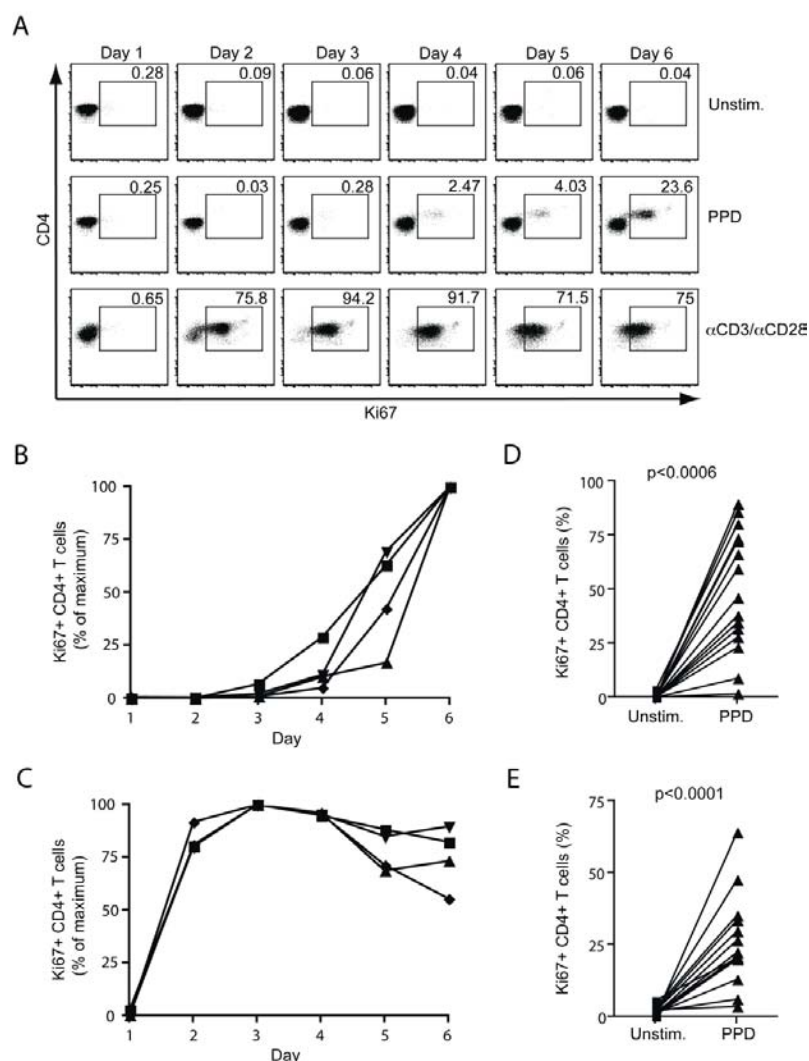 A
Day 1 Day 2 Day 3 Day 4 Day 5 Day 6
0.28 0.09 0.06 0.04 0.06 0.04
Unstim.
0.25 0.03 0.28 2.47 4.03 23.6
PPD
0.65 75.8 94.2 91.7 71.5 75
αCD3/αCD28
CD4
Ki67
B
100
75
50
25
0
1 2 3 4 5 6
Day
Ki67+ CD4+ T cells
(% of maximum)
D
p<0.0006
100
75
50
25
0
Unstim. PPD
Ki67+ CD4+ T cells (%)
C
100
75
50
25
0
1 2 3 4 5 6
Day
Ki67+ CD4+ T cells
(% of maximum)
E
p<0.0001
75
50
25
0
Unstim. PPD
Ki67+ CD4+ T cells (%)